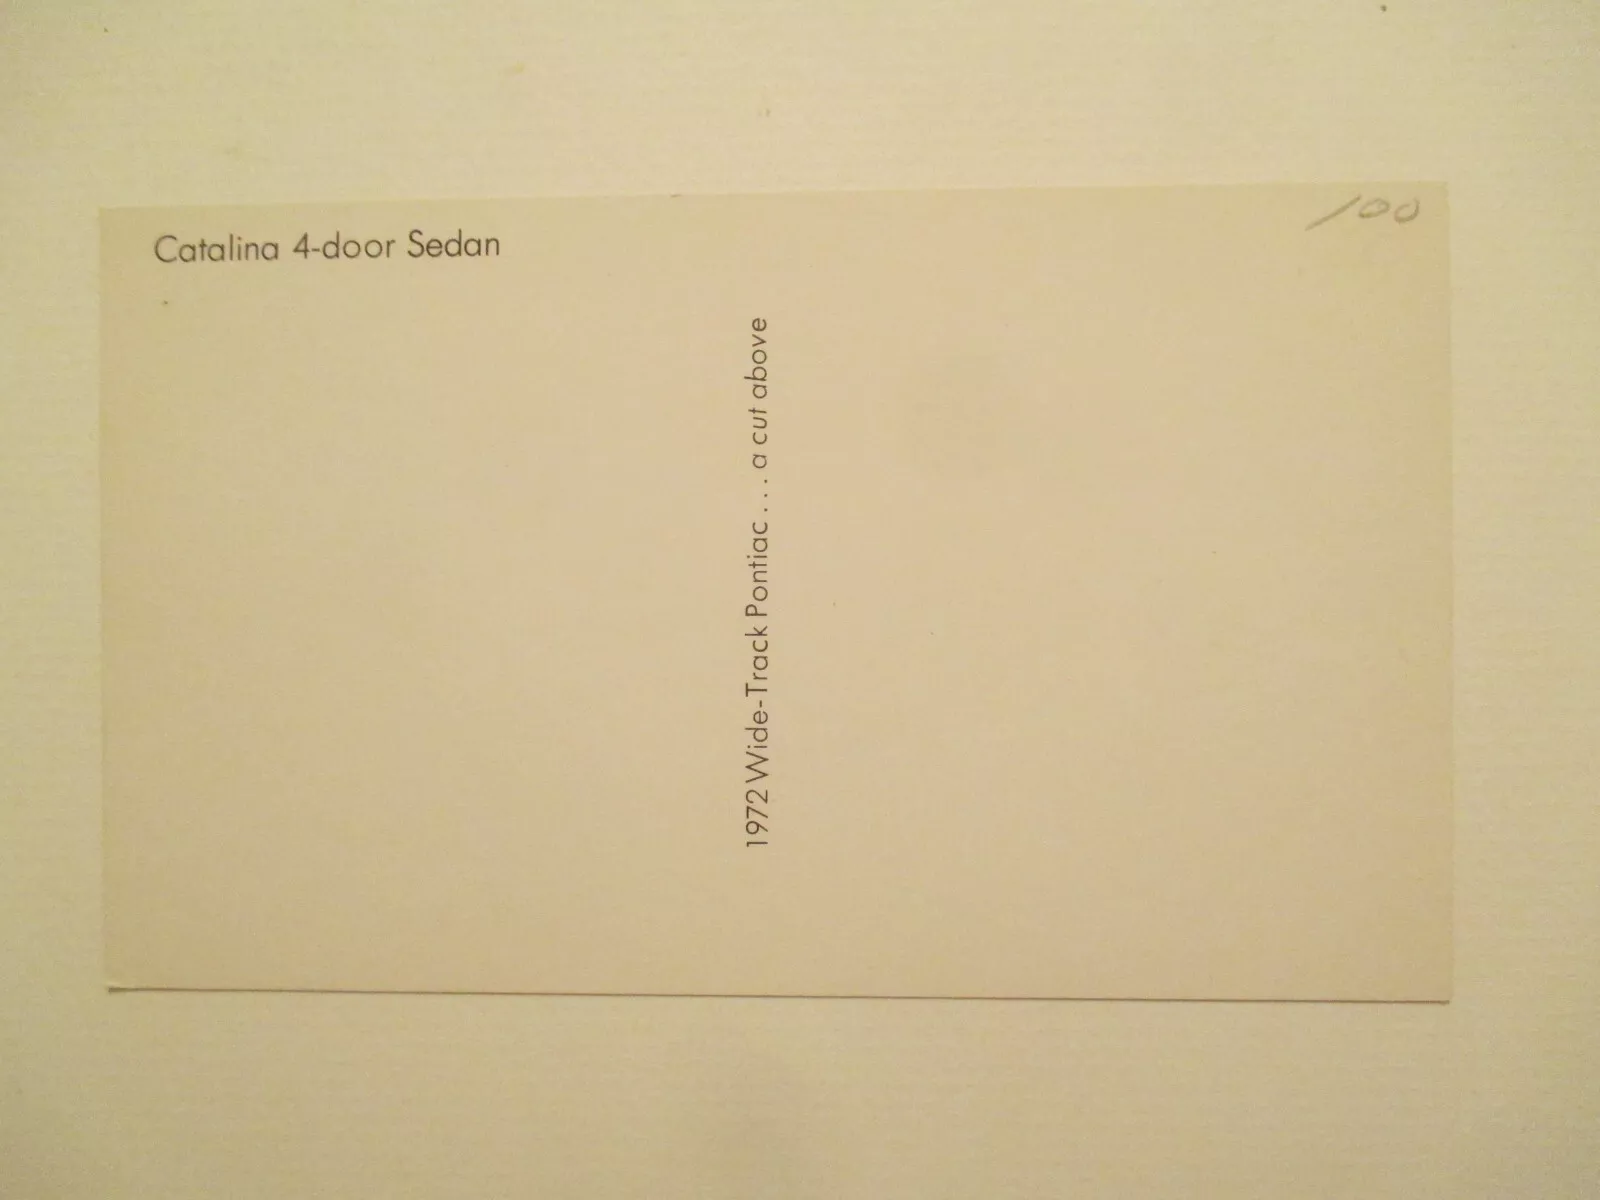 Catalina 4-door Sedan
100
1972 Wide-Track Pontiac . . . a cut above